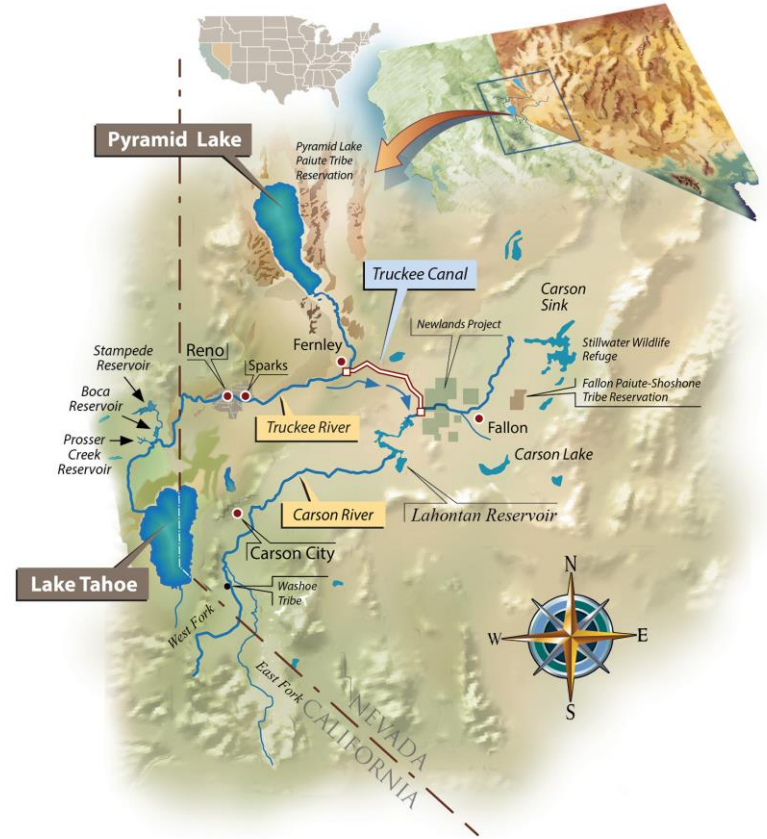 Pyramid Lake
Pyramid Lake
Paiute Tribe
Reservation
Truckee Canal
Carson
Sink
Newlands Project
Stillwater Wildlife
Refuge
Fernley
Stampede
Reservoir
Reno
Sparks
Fallon Paiute-Shoshone
Tribe Reservation
Boca
Reservoir
Truckee River
Fallon
Prosser
Creek
Reservoir
Carson Lake
Carson River
Lahontan Reservoir
Carson City
Lake Tahoe
Washoe
Tribe
West Fork
East Fork
NEVADA
CALIFORNIA
N
W
E
S